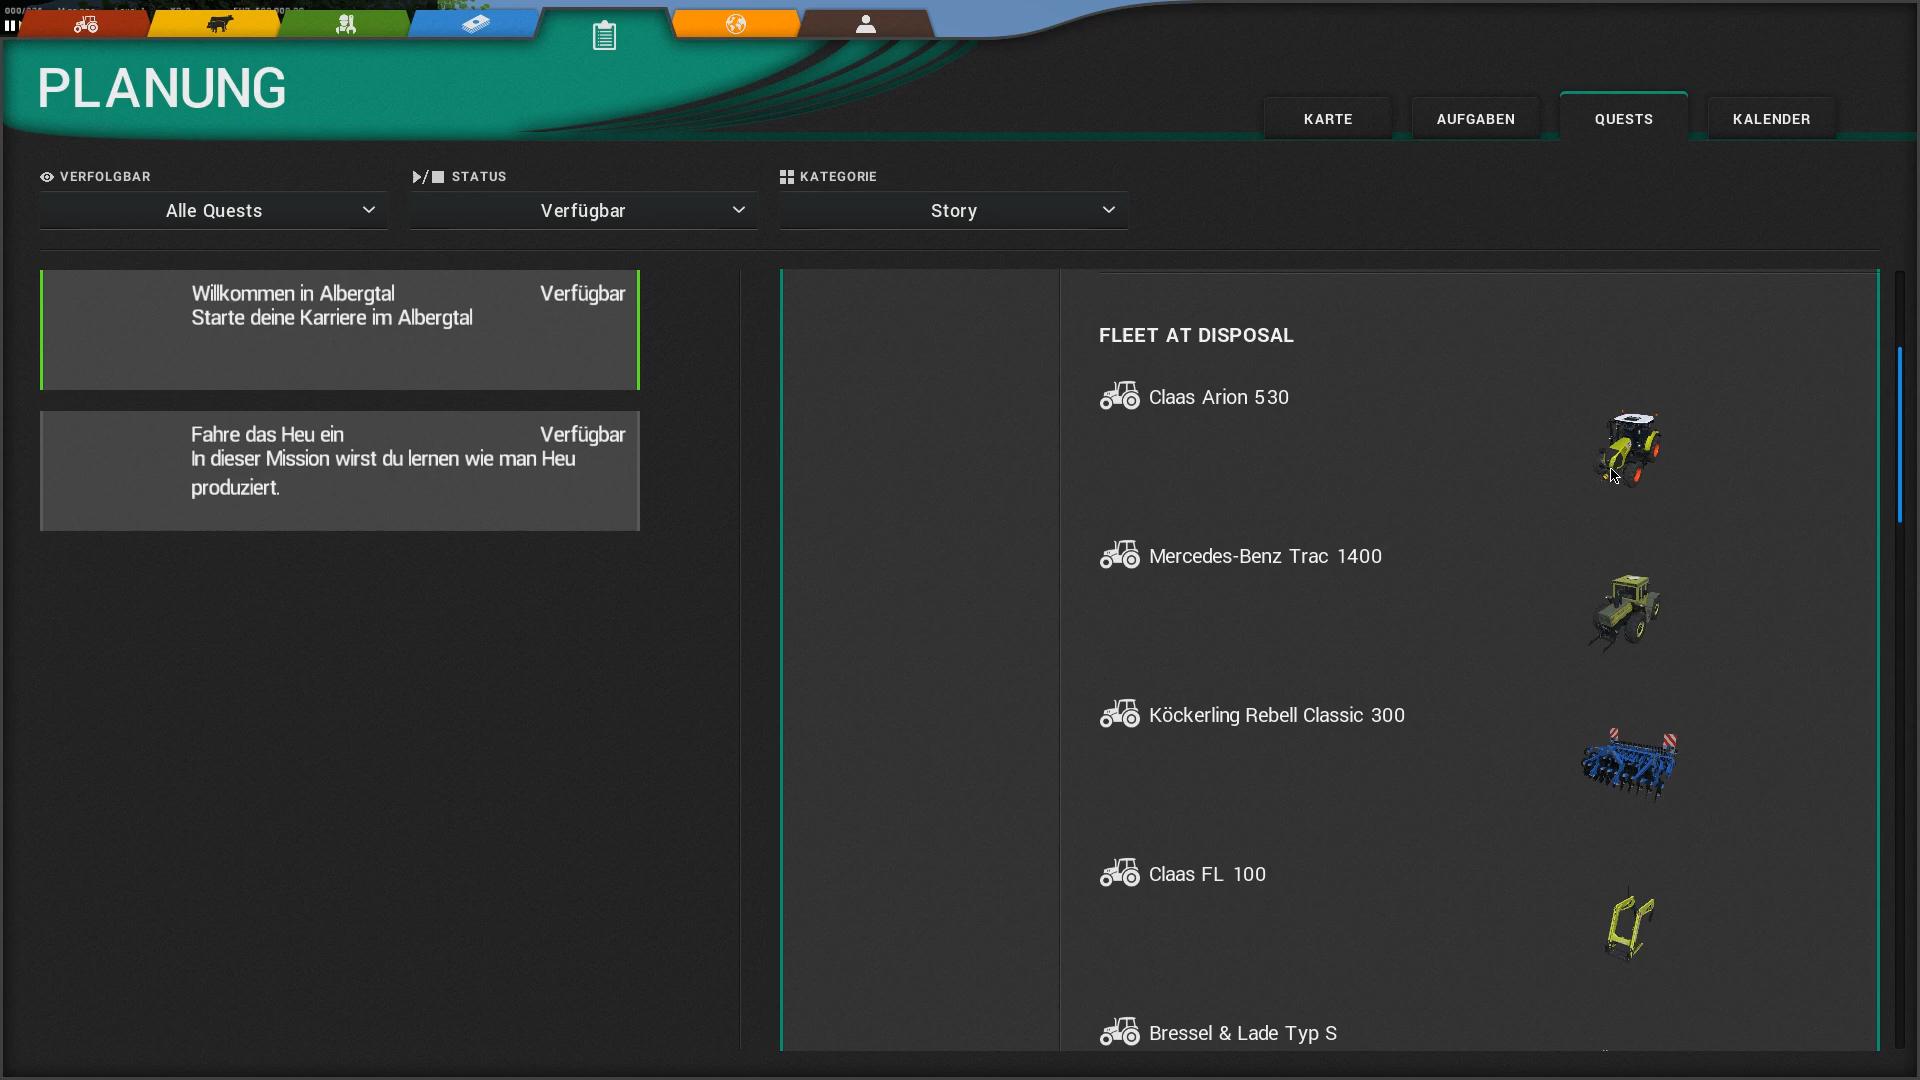 PLANUNG
KARTE
AUFGABEN
QUESTS
KALENDER
VERFOLGBAR
STATUS
KATEGORIE
Alle Quests
Verfügbar
Story
Willkommen in Albergtal
Verfügbar
Starte deine Karriere im Albergtal
Fahre das Heu ein
Verfügbar
In dieser Mission wirst du lernen wie man Heu
produziert.
FLEET AT DISPOSAL
Claas Arion 530
Mercedes-Benz Trac 1400
Köckerling Rebell Classic 300
Claas FL 100
Bressel & Lade Typ S